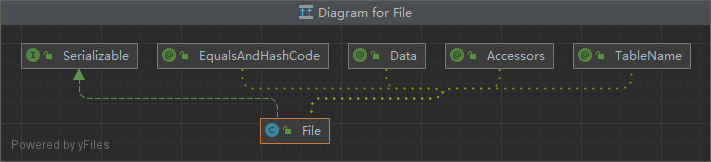 Diagram for File
I Serializable
@ EqualsAndHashCode
@ Data
@ Accessors
@ TableName
C File
Powered by yFiles